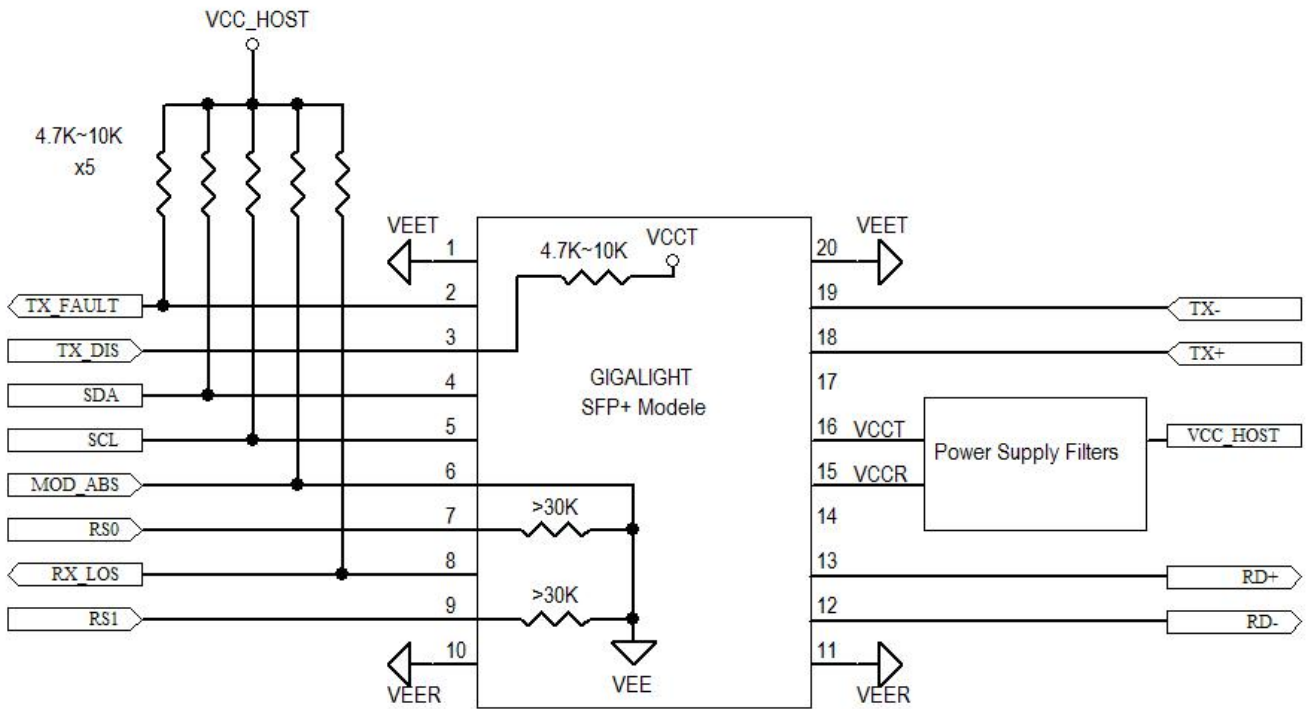 VCC_HOST
4.7K~10K
x5
VEET
1
2
3
4
5
6
7
8
9
10
VEER
TX_FAULT
TX_DIS
SDA
SCL
MOD_ABS
RS0
RX_LOS
RS1
4.7K~10K
VCCT
GIGALIGHT
SFP+ Modele
>30K
>30K
VEE
20
19
18
17
16
15
14
13
12
11
VEET
VCCT
VCCR
Power Supply Filters
VEER
TX-
TX+
VCC_HOST
RD+
RD-